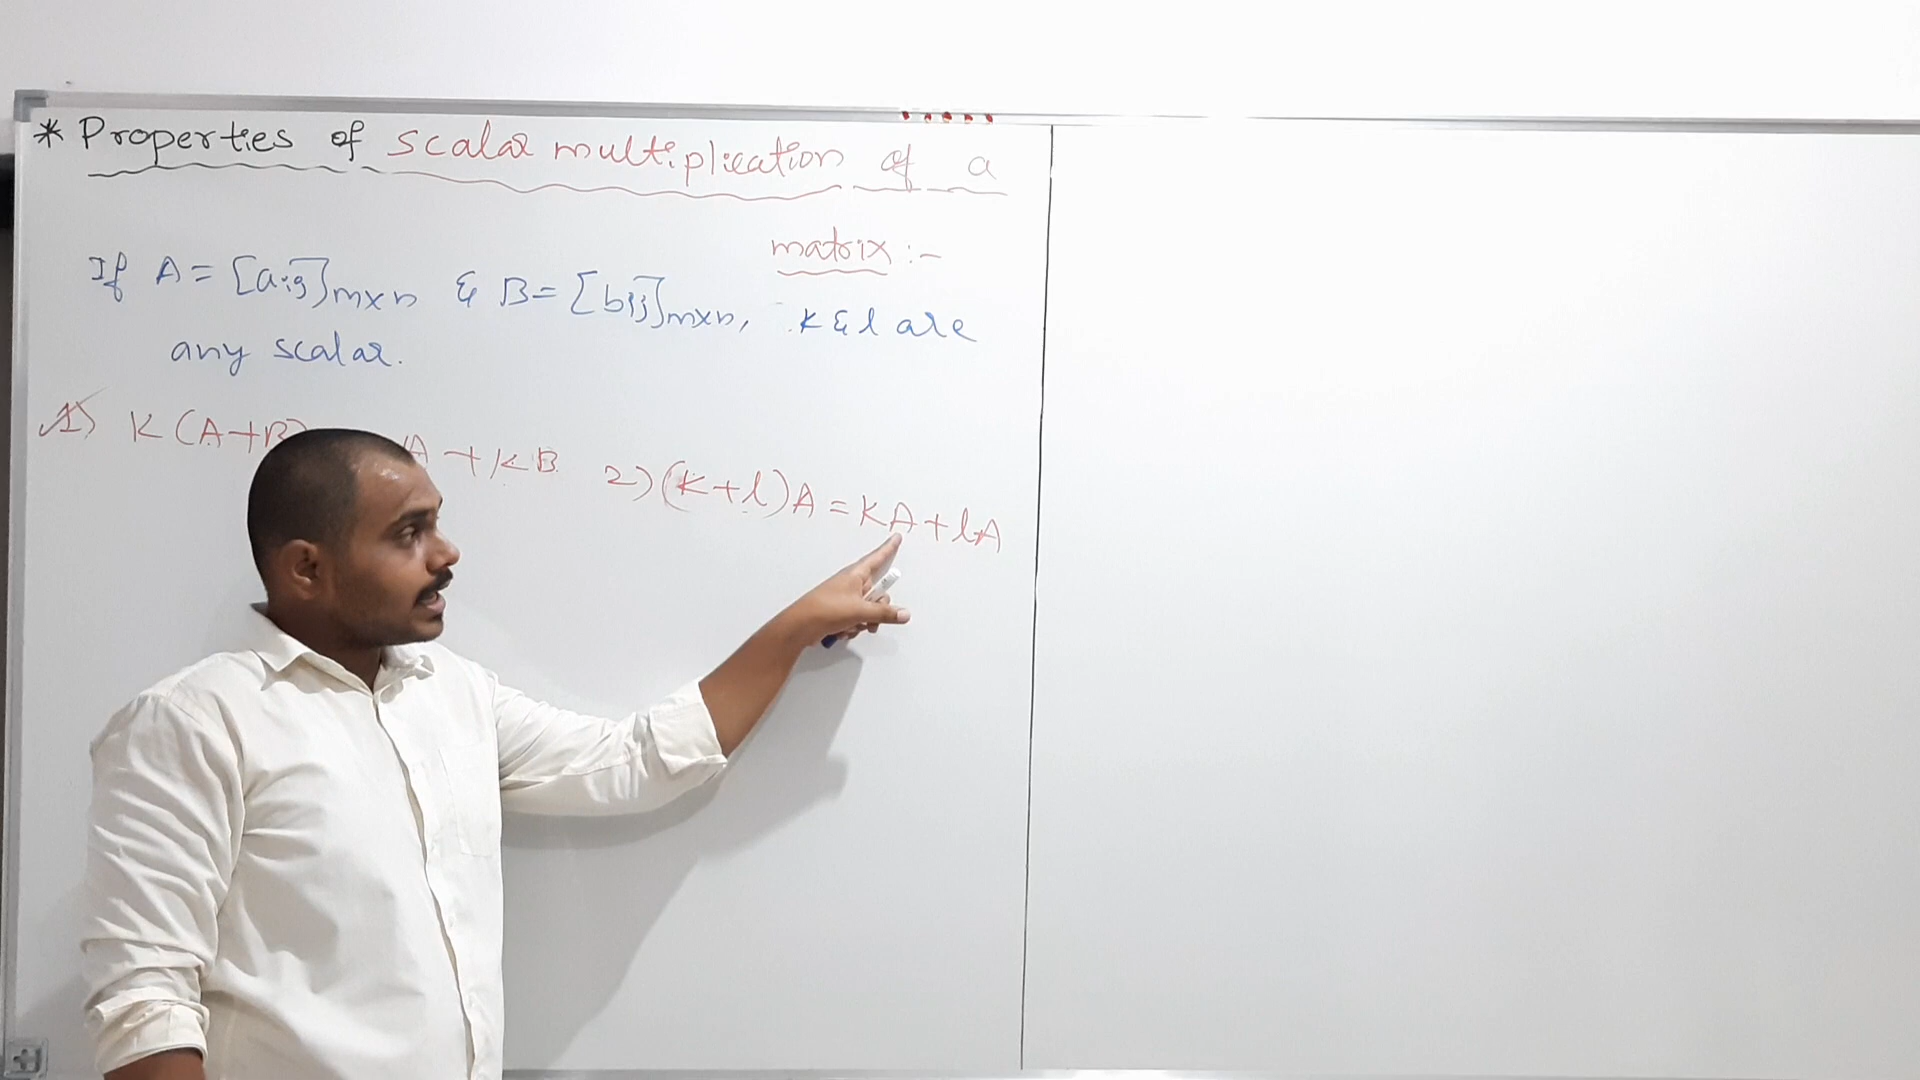 * Properties of scalar multiplication of a
matrix :-
If A = [aij]mxn & B = [bij]mxn, K & l are
any scalar.
1) K(A+B) A + KB 2) (K+l)A = KA + lA